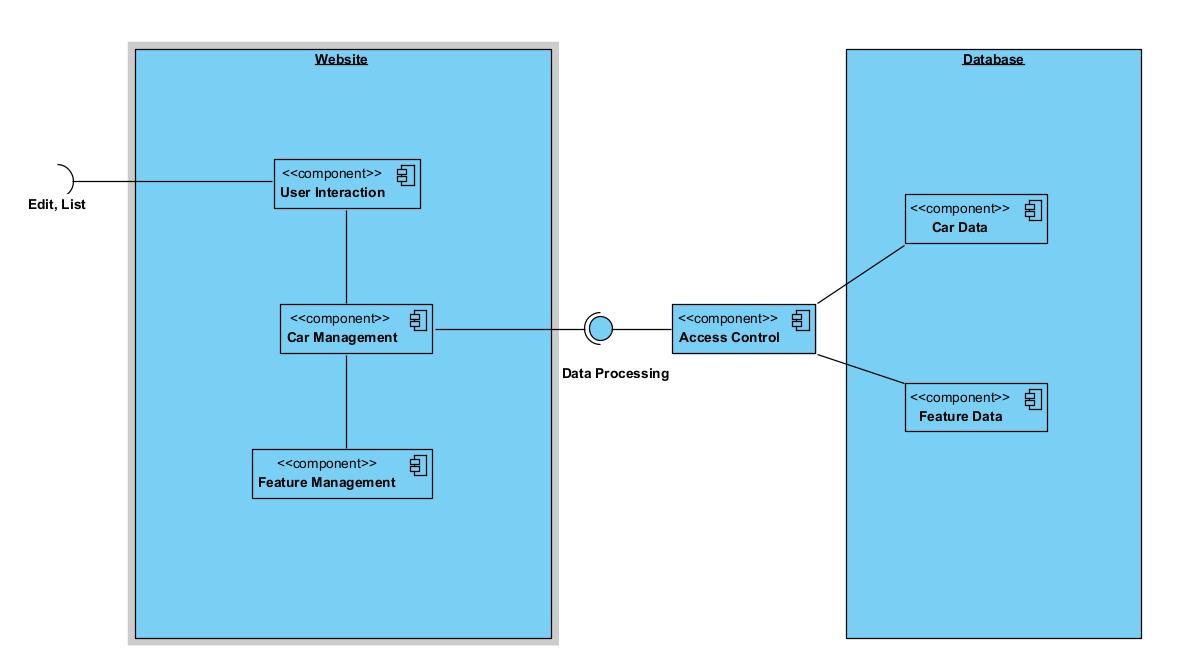 Website
Database
<<component>>
User Interaction
Edit, List
<<component>>
Car Data
<<component>>
Car Management
<<component>>
Access Control
Data Processing
<<component>>
Feature Data
<<component>>
Feature Management